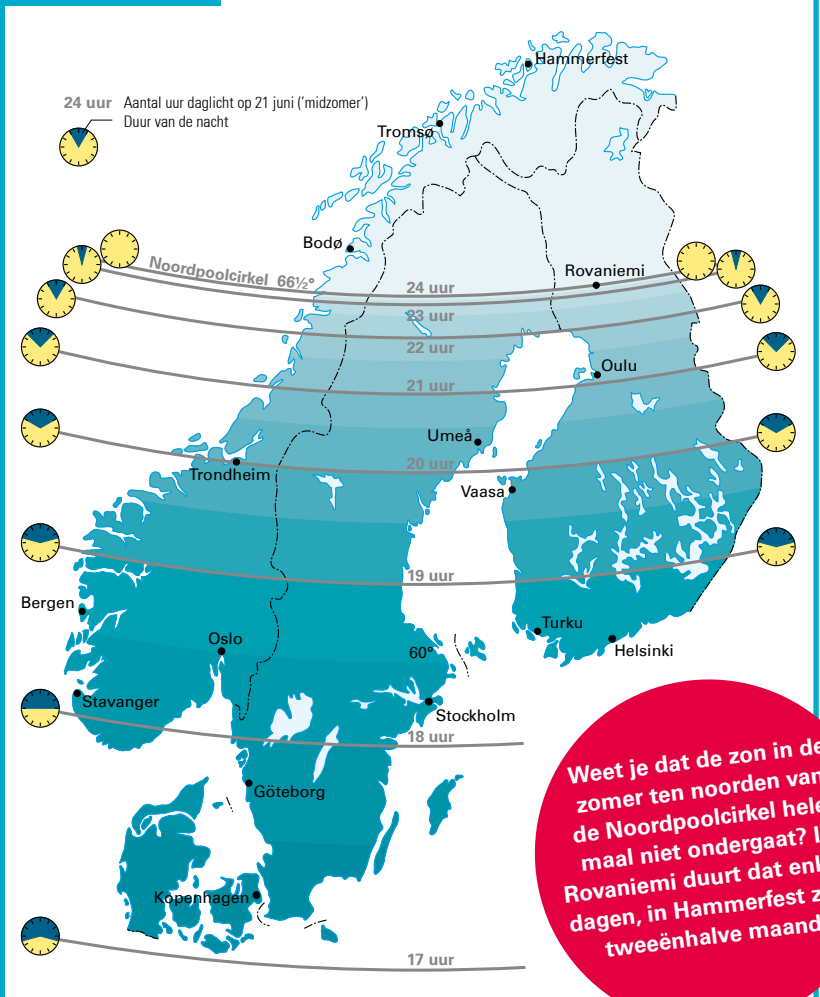 Hammerfest
24 uur Aantal uur daglicht op 21 juni ('midzomer')
Duur van de nacht
Tromsø
Bodø
Noordpoolcirkel 66½°
Rovaniemi
24 uur
23 uur
22 uur
Oulu
21 uur
Umeå
20 uur
Trondheim
Vaasa
19 uur
Bergen
Turku
Oslo
60°
Helsinki
Stavanger
Stockholm
18 uur
Göteborg
Kopenhagen
17 uur
Weet je dat de zon in de
zomer ten noorden van
de Noordpoolcirkel hele
maal niet ondergaat?
Rovaniemi duurt dat
dagen, in Hammerfest
tweeënhalve maand